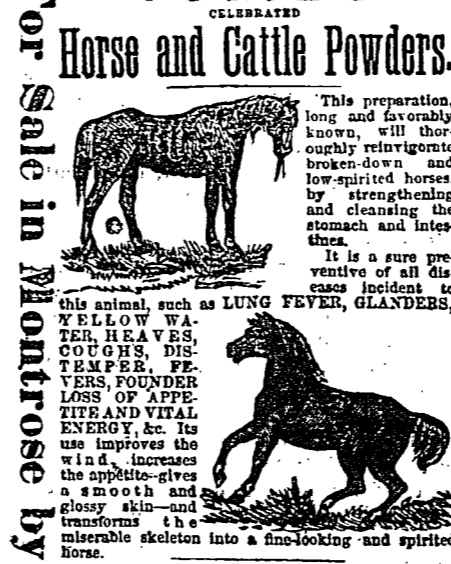 CELEBRATED
Horse and Cattle Powders.
This preparation,
long and favorably
known, will thor-
oughly reinvigorate
broken-down and
low-spirited horses,
by strengthening
and cleansing the
stomach and intes-
tines.
It is a sure pre-
ventive of all dis-
eases incident to
this animal, such as LUNG FEVER, GLANDERS,
YELLOW WA-
TER, HEAVES,
COUGHS, DIS-
TEMPER, FE-
VERS, FOUNDER
LOSS OF APPE-
TITE AND VITAL
ENERGY, &c. Its
use improves the
wind, increases
the appetite-gives
a smooth and
glossy skin—and
transforms the
miserable skeleton into a fine-looking and spirited
horse.
For Sale in Montrose by